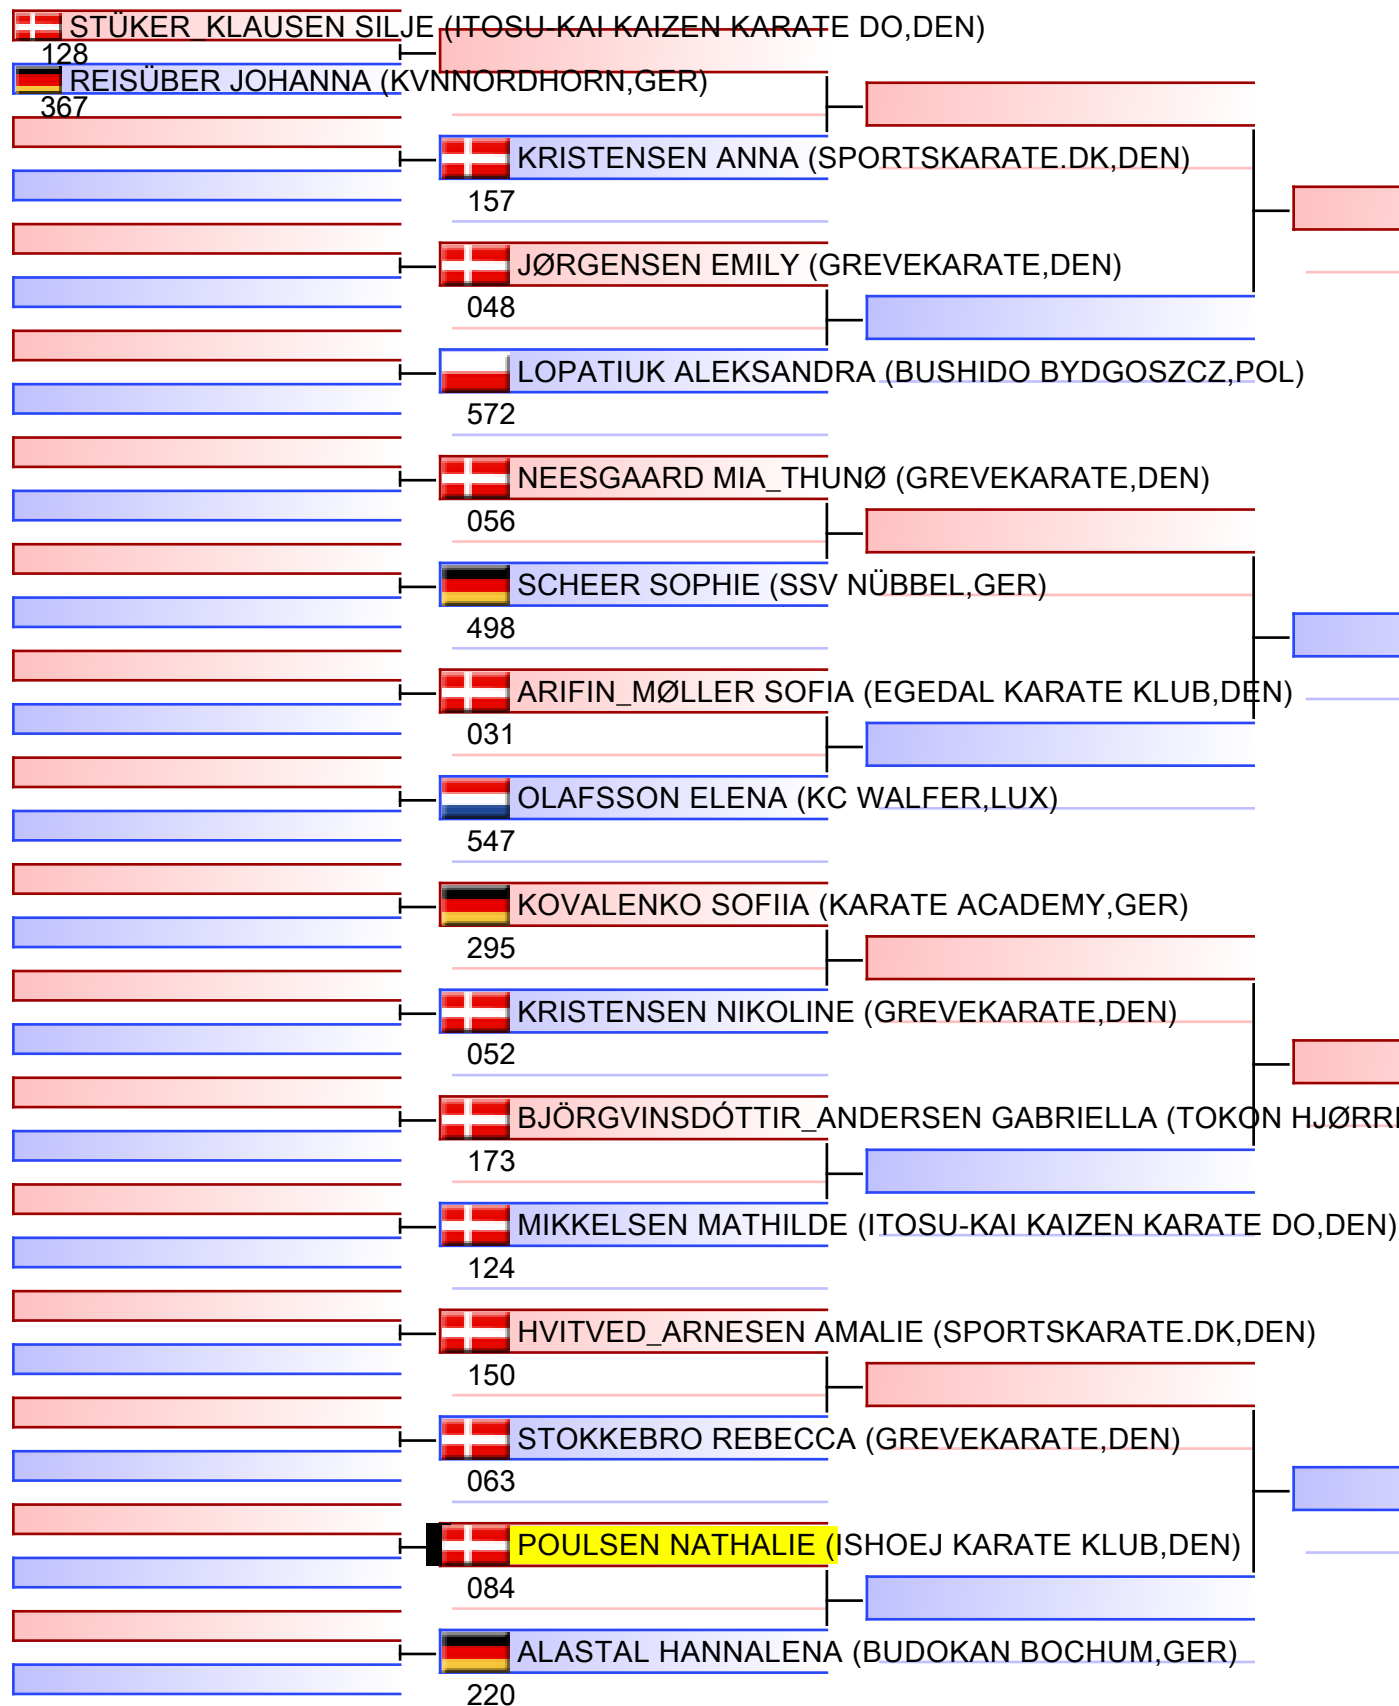 STÜKER_KLAUSEN SILJE (ITOSU-KAI KAIZEN KARATE DO,DEN)
128
REISÜBER JOHANNA (KVNNORDHORN,GER)
367
KRISTENSEN ANNA (SPORTSKARATE.DK,DEN)
157
JØRGENSEN EMILY (GREVEKARATE,DEN)
048
LOPATIUK ALEKSANDRA (BUSHIDO BYDGOSZCZ,POL)
572
NEESGAARD MIA_THUNØ (GREVEKARATE,DEN)
056
SCHEER SOPHIE (SSV NÜBBEL,GER)
498
ARIFIN_MØLLER SOFIA (EGEDAL KARATE KLUB,DEN)
031
OLAFSSON ELENA (KC WALFER,LUX)
547
KOVALENKO SOFIIA (KARATE ACADEMY,GER)
295
KRISTENSEN NIKOLINE (GREVEKARATE,DEN)
052
BJÖRGVINSDÓTTIR_ANDERSEN GABRIELLA (TOKON
173
MIKKELSEN MATHILDE (ITOSU-KAI KAIZEN KARATE DO,DEN)
124
HVITVED_ARNESEN AMALIE (SPORTSKARATE.DK,DEN)
150
STOKKEBRO REBECCA (GREVEKARATE,DEN)
063
POULSEN NATHALIE (ISHOEJ KARATE KLUB,DEN)
084
ALASTAL HANNALENA (BUDOKAN BOCHUM,GER)
220